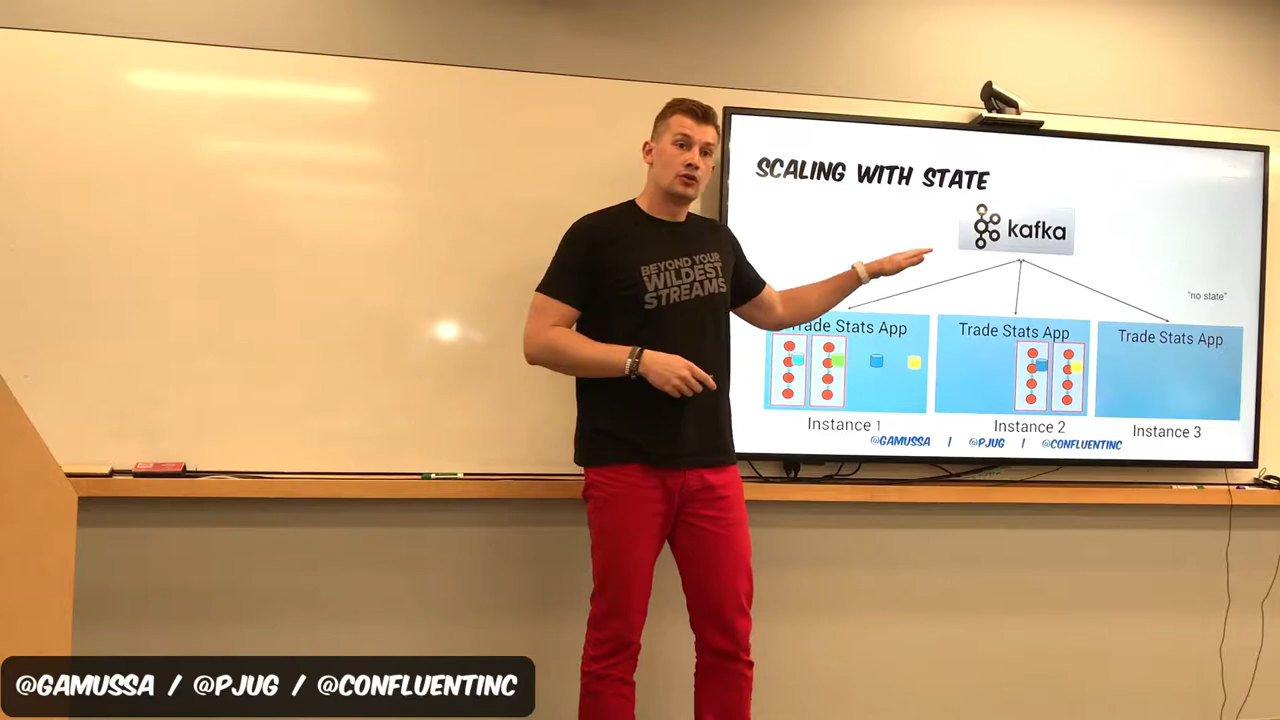 SCALING WITH STATE
kafka
"no state"
Trade Stats App
Trade Stats App
Trade Stats App
Instance 1
Instance 2
Instance 3
@GAMUSSA / @PJUG / @CONFLUENTINC
BEYOND YOUR
WILDEST
STREAMS
@GAMUSSA / @PJUG / @CONFLUENTINC